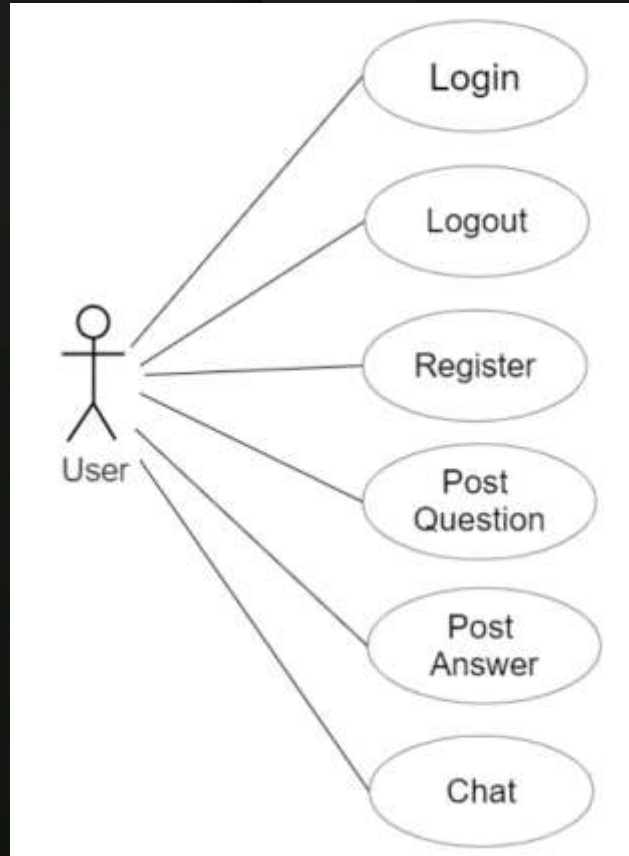 Login
Logout
Register
User
Post
Question
Post
Answer
Chat